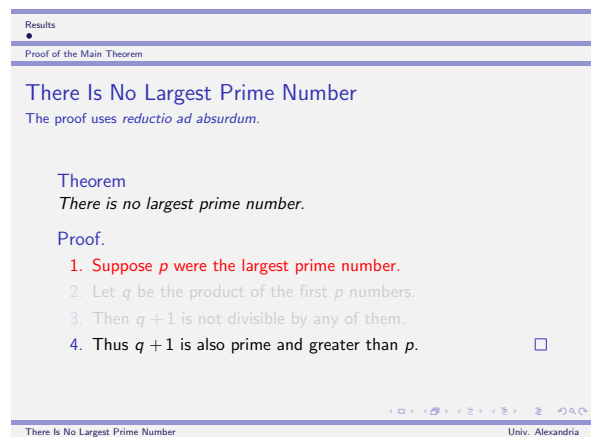 Results
Proof of the Main Theorem
There Is No Largest Prime Number
The proof uses reductio ad absurdum.
Theorem
There is no largest prime number.
Proof.
1. Suppose p were the largest prime number.
2. Let q be the product of the first p numbers.
3. Then q + 1 is not divisible by any of them.
4. Thus q + 1 is also prime and greater than p.
There Is No Largest Prime Number Univ. Alexandria